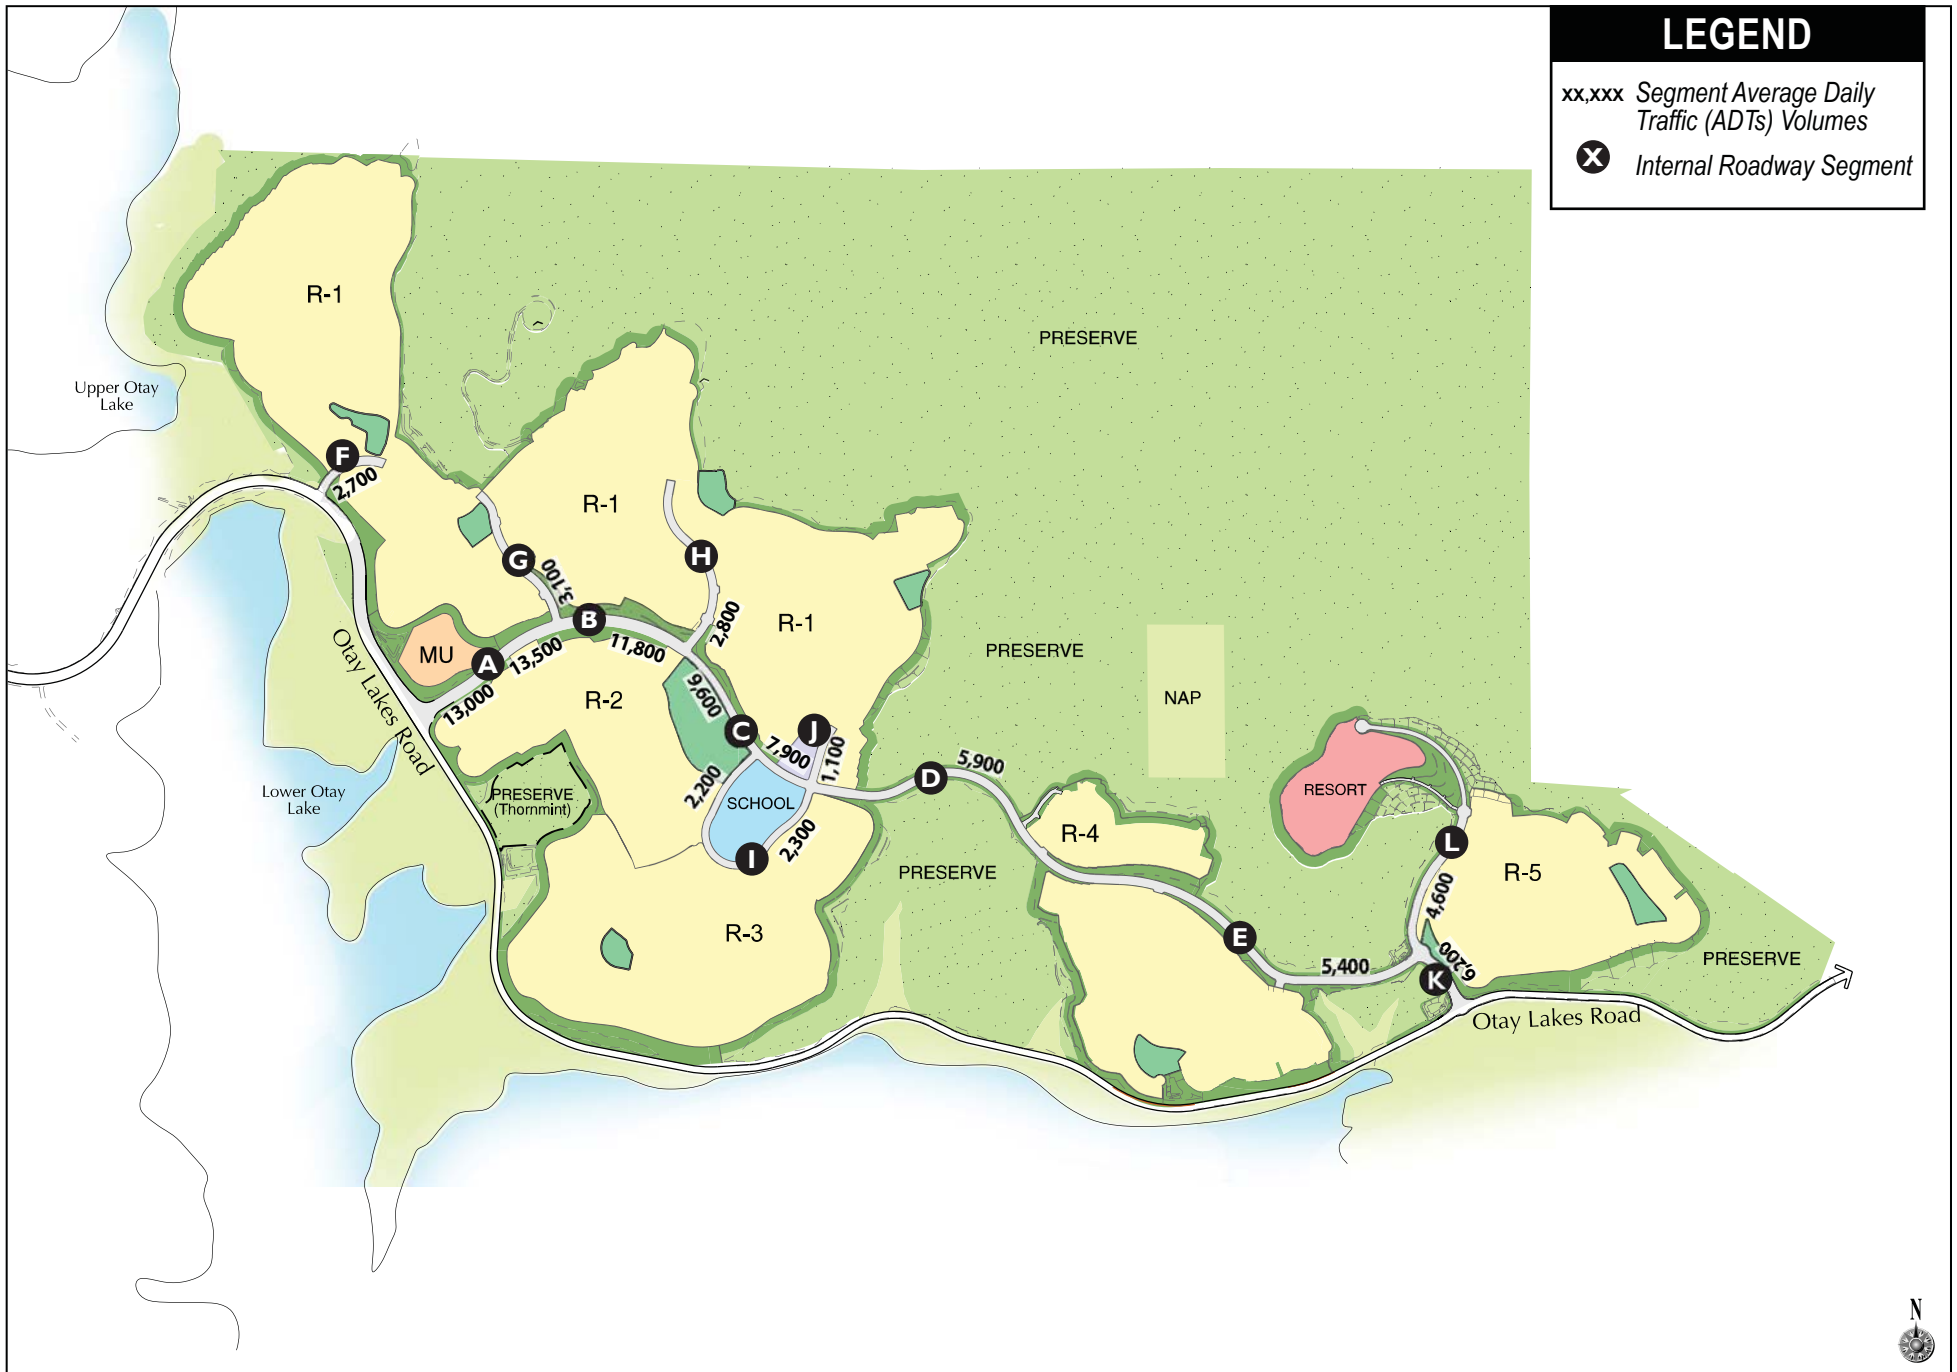 LEGEND
xx,xxx Segment Average Daily
Traffic (ADTs) Volumes
X Internal Roadway Segment
R-1
PRESERVE
Upper Otay
Lake
F
2,700
R-1
G
3,100
H
B
2,800
R-1
11,800
PRESERVE
MU
A
13,500
Otay Lakes Road
13,000
R-2
9,600
NAP
C
J
7,900
1,100
5,900
D
2,200
Lower Otay
Lake
PRESERVE
(Thornmint)
SCHOOL
RESORT
R-4
2,300
I
L
PRESERVE
R-5
4,600
R-3
E
5,400
6,200
K
PRESERVE
Otay Lakes Road
N